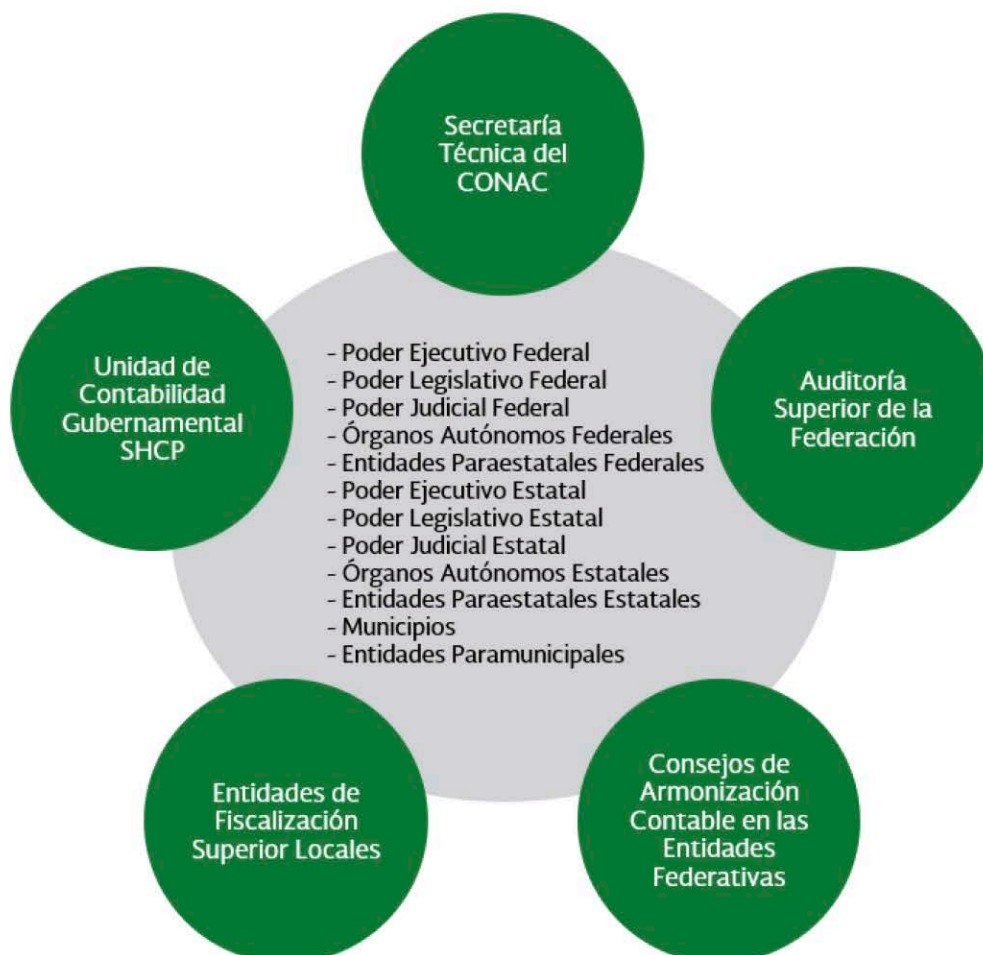 Secretaría
Técnica del
CONAC
Unidad de
Contabilidad
Gubernamental
SHCP
- Poder Ejecutivo Federal
- Poder Legislativo Federal
- Poder Judicial Federal
- Órganos Autónomos Federales
- Entidades Paraestatales Federales
- Poder Ejecutivo Estatal
- Poder Legislativo Estatal
- Poder Judicial Estatal
- Órganos Autónomos Estatales
- Entidades Paraestatales Estatales
- Municipios
- Entidades Paramunicipales
Auditoría
Superior de la
Federación
Entidades de
Fiscalización
Superior Locales
Consejos de
Armonización
Contable en las
Entidades
Federativas